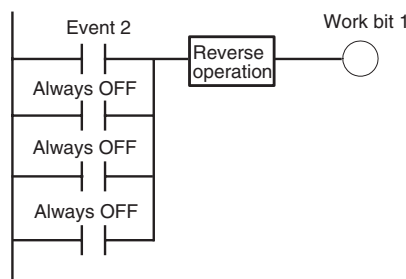 Work bit 1
Event 2
Reverse
operation
Always OFF
Always OFF
Always OFF